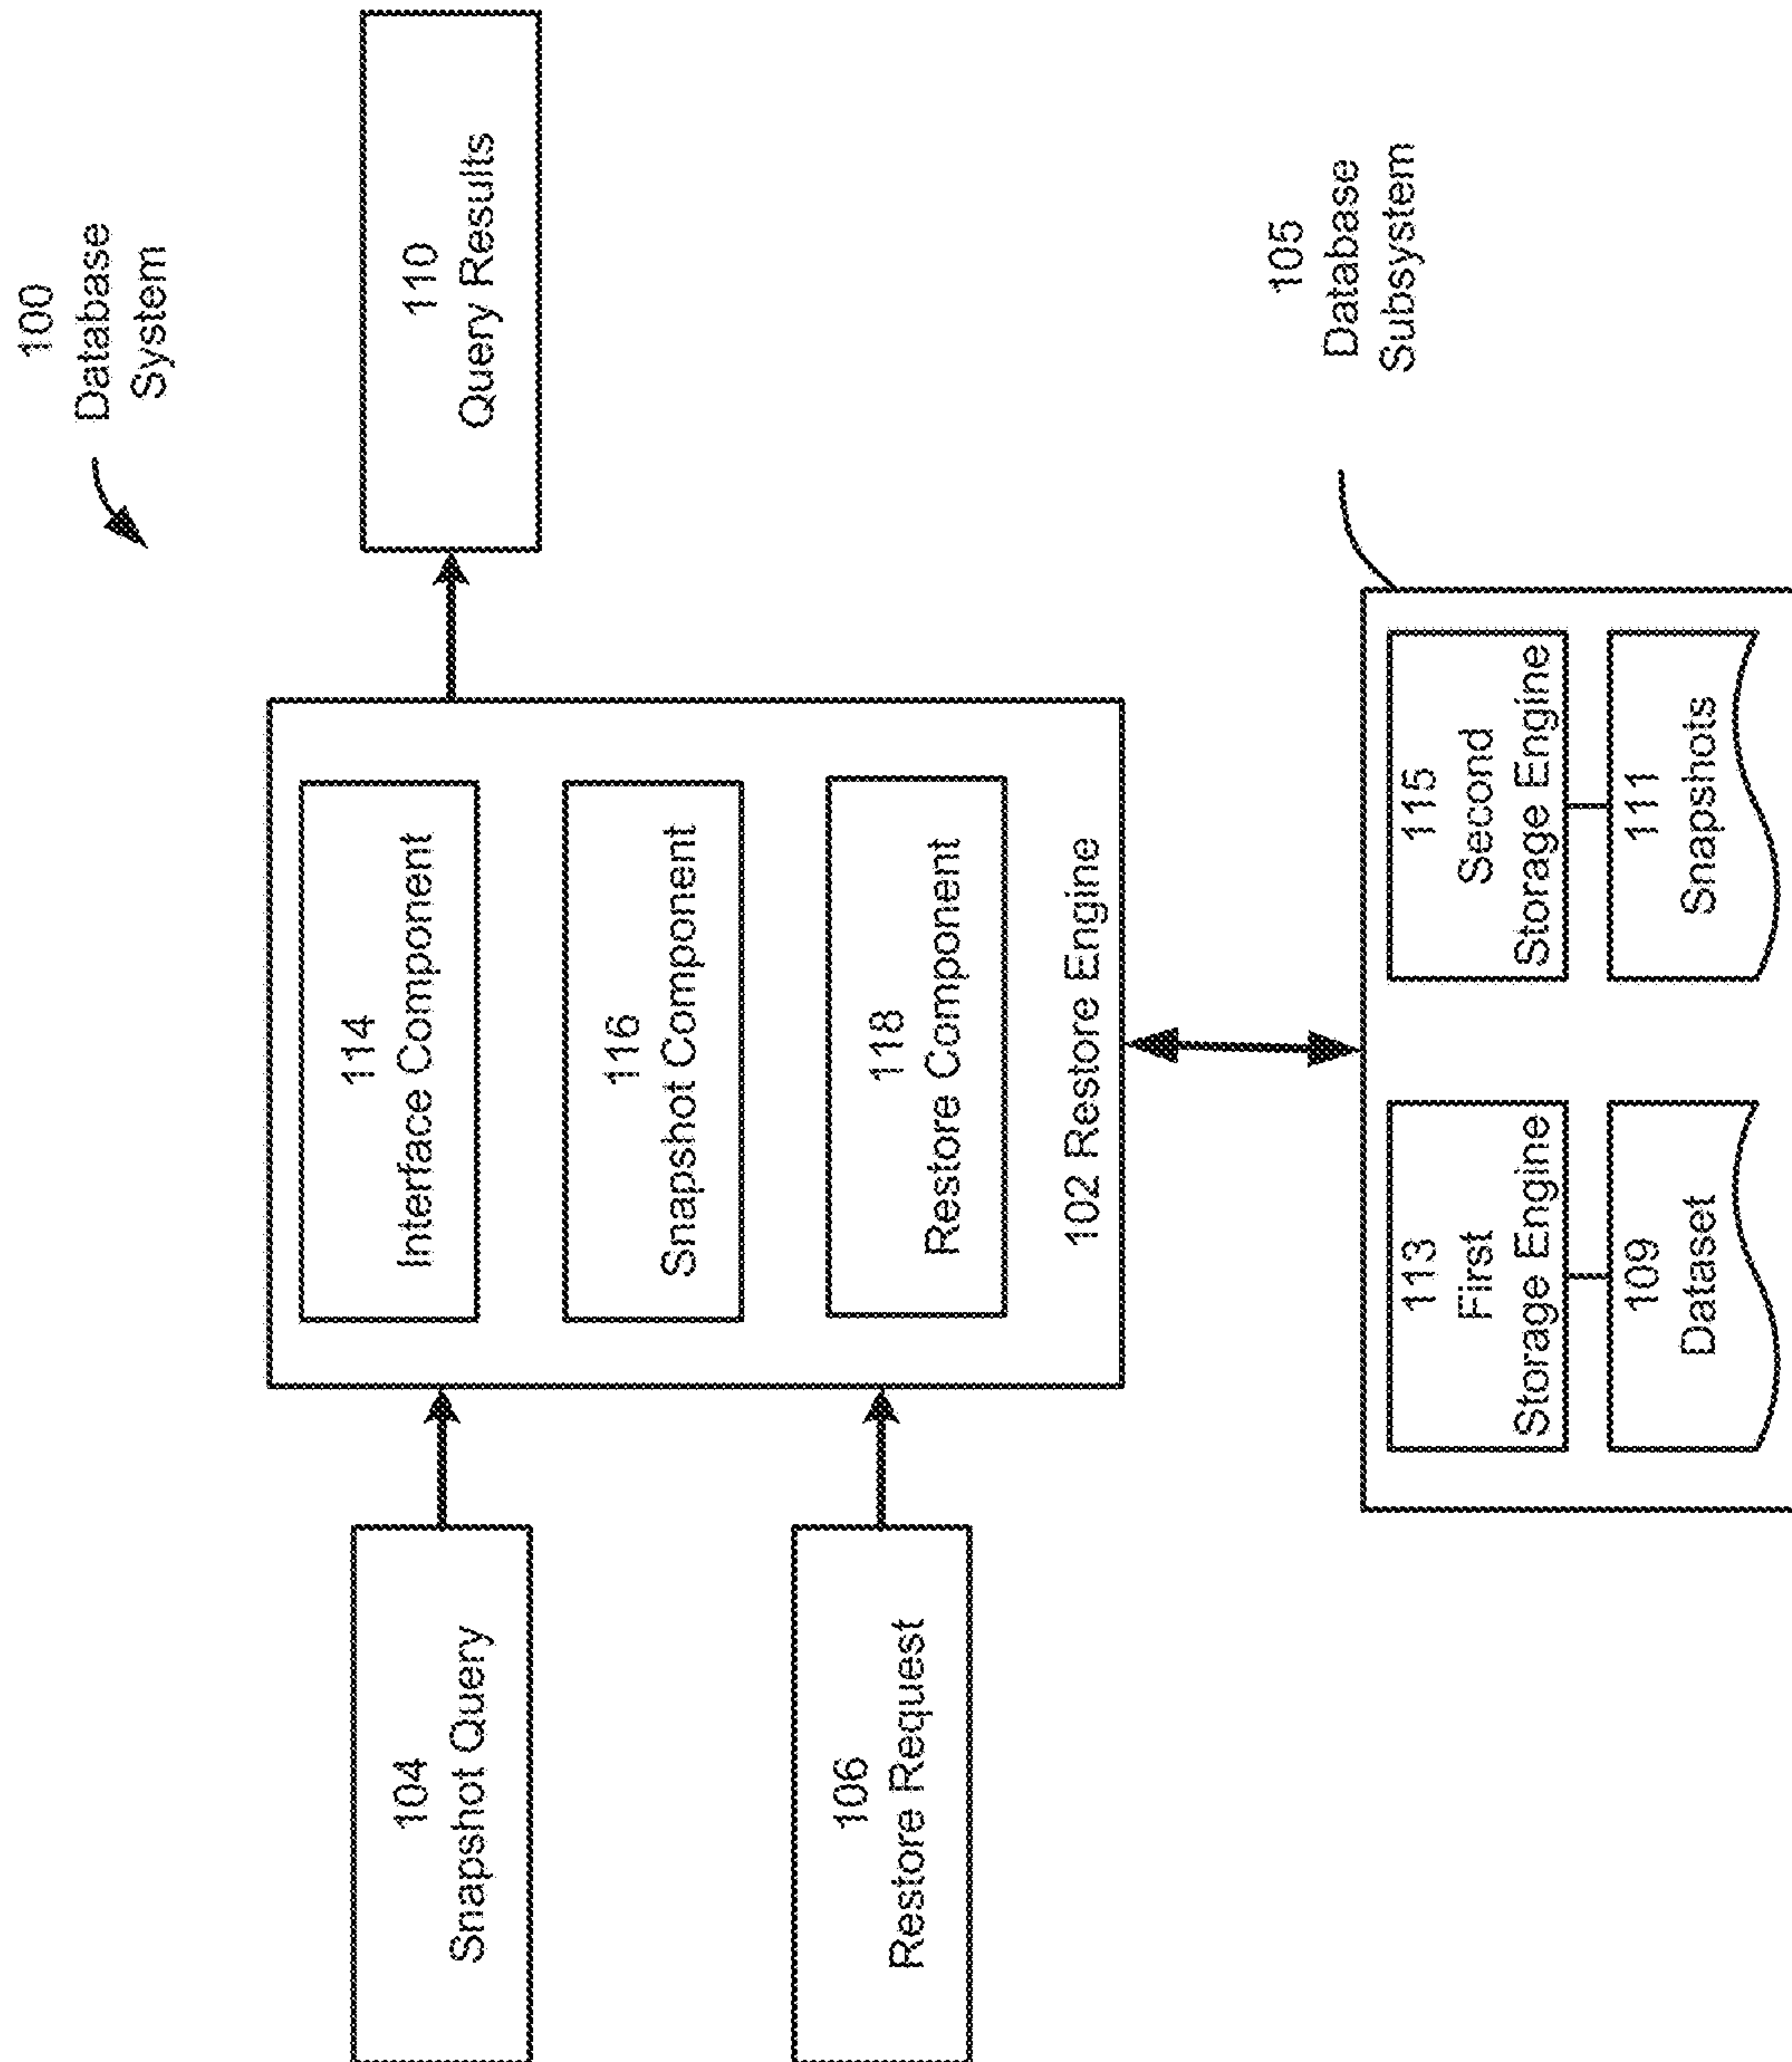 100
Database
System
104
Snapshot Query
106
Restore Request
114
Interface Component
116
Snapshot Component
118
Restore Component
102 Restore Engine
110
Query Results
105
Database
Subsystem
113
First
Storage Engine
109
Dataset
115
Second
Storage Engine
111
Snapshots